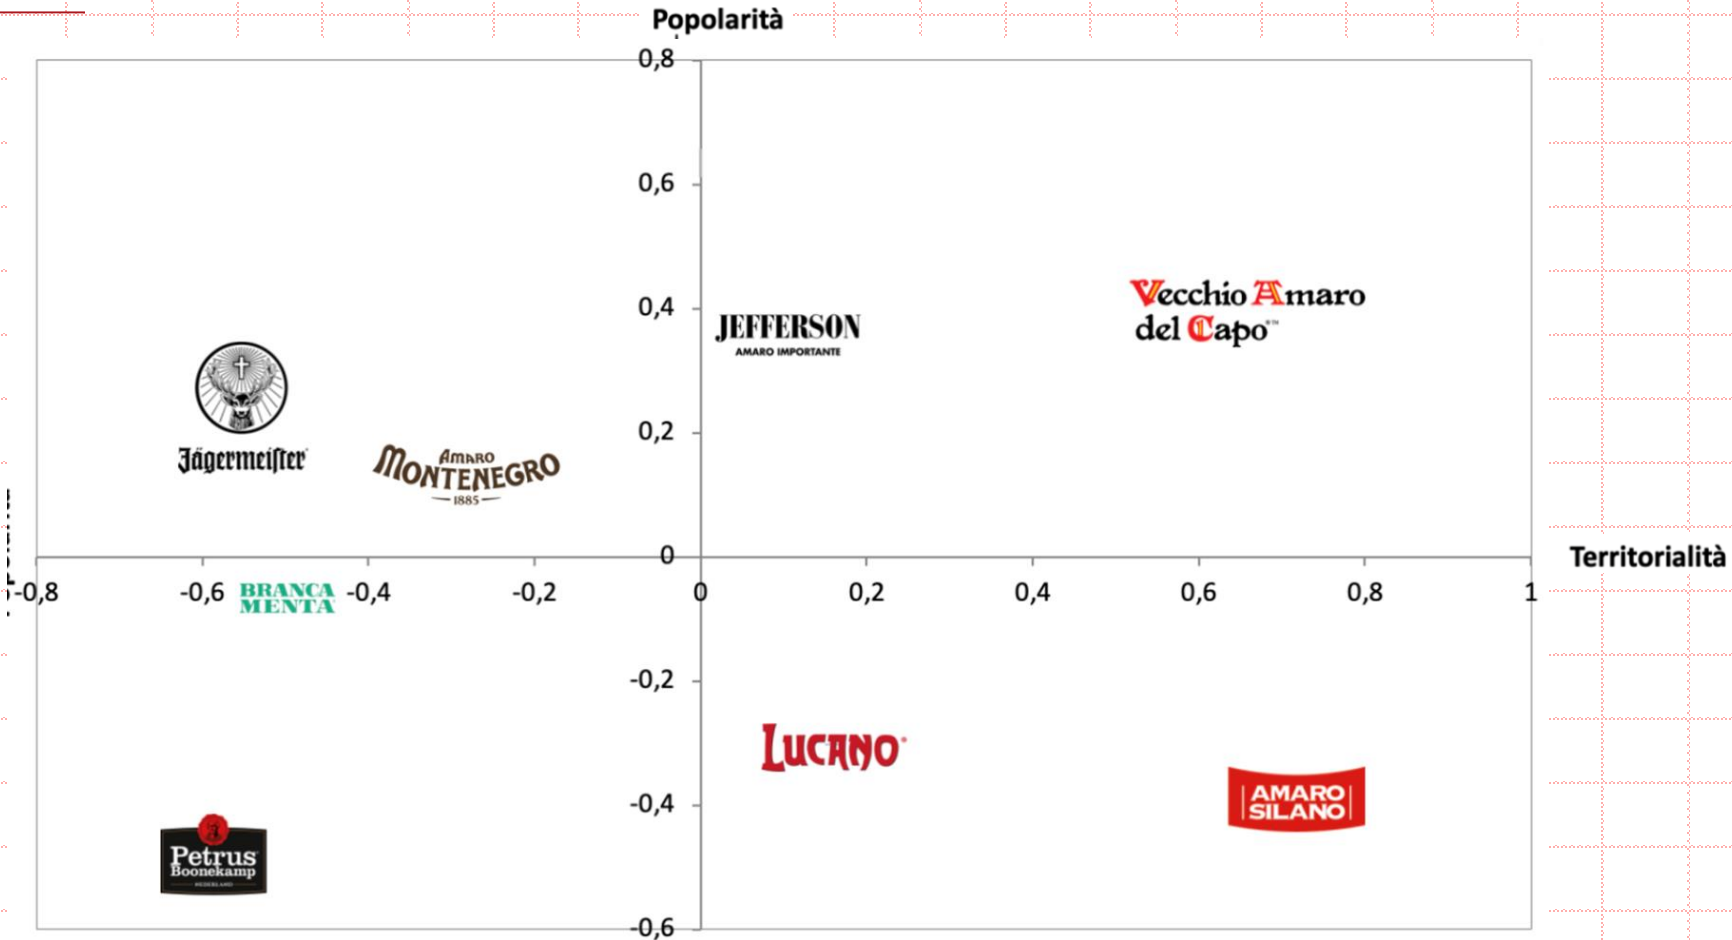 Popolarità
0,8
0,6
Vecchio Amaro
del Capo
0,4
JEFFERSON
AMARO IMPORTANTE
0,2
Jägermeister
AMARO
MONTENEGRO
1885
0
Territorialità
-0,8
-0,6
BRANCA
MENTA
-0,4
-0,2
0
0,2
0,4
0,6
0,8
1
-0,2
LUCANO
-0,4
AMARO
SILANO
Petrus
Boonekamp
NEDERLAND
-0,6